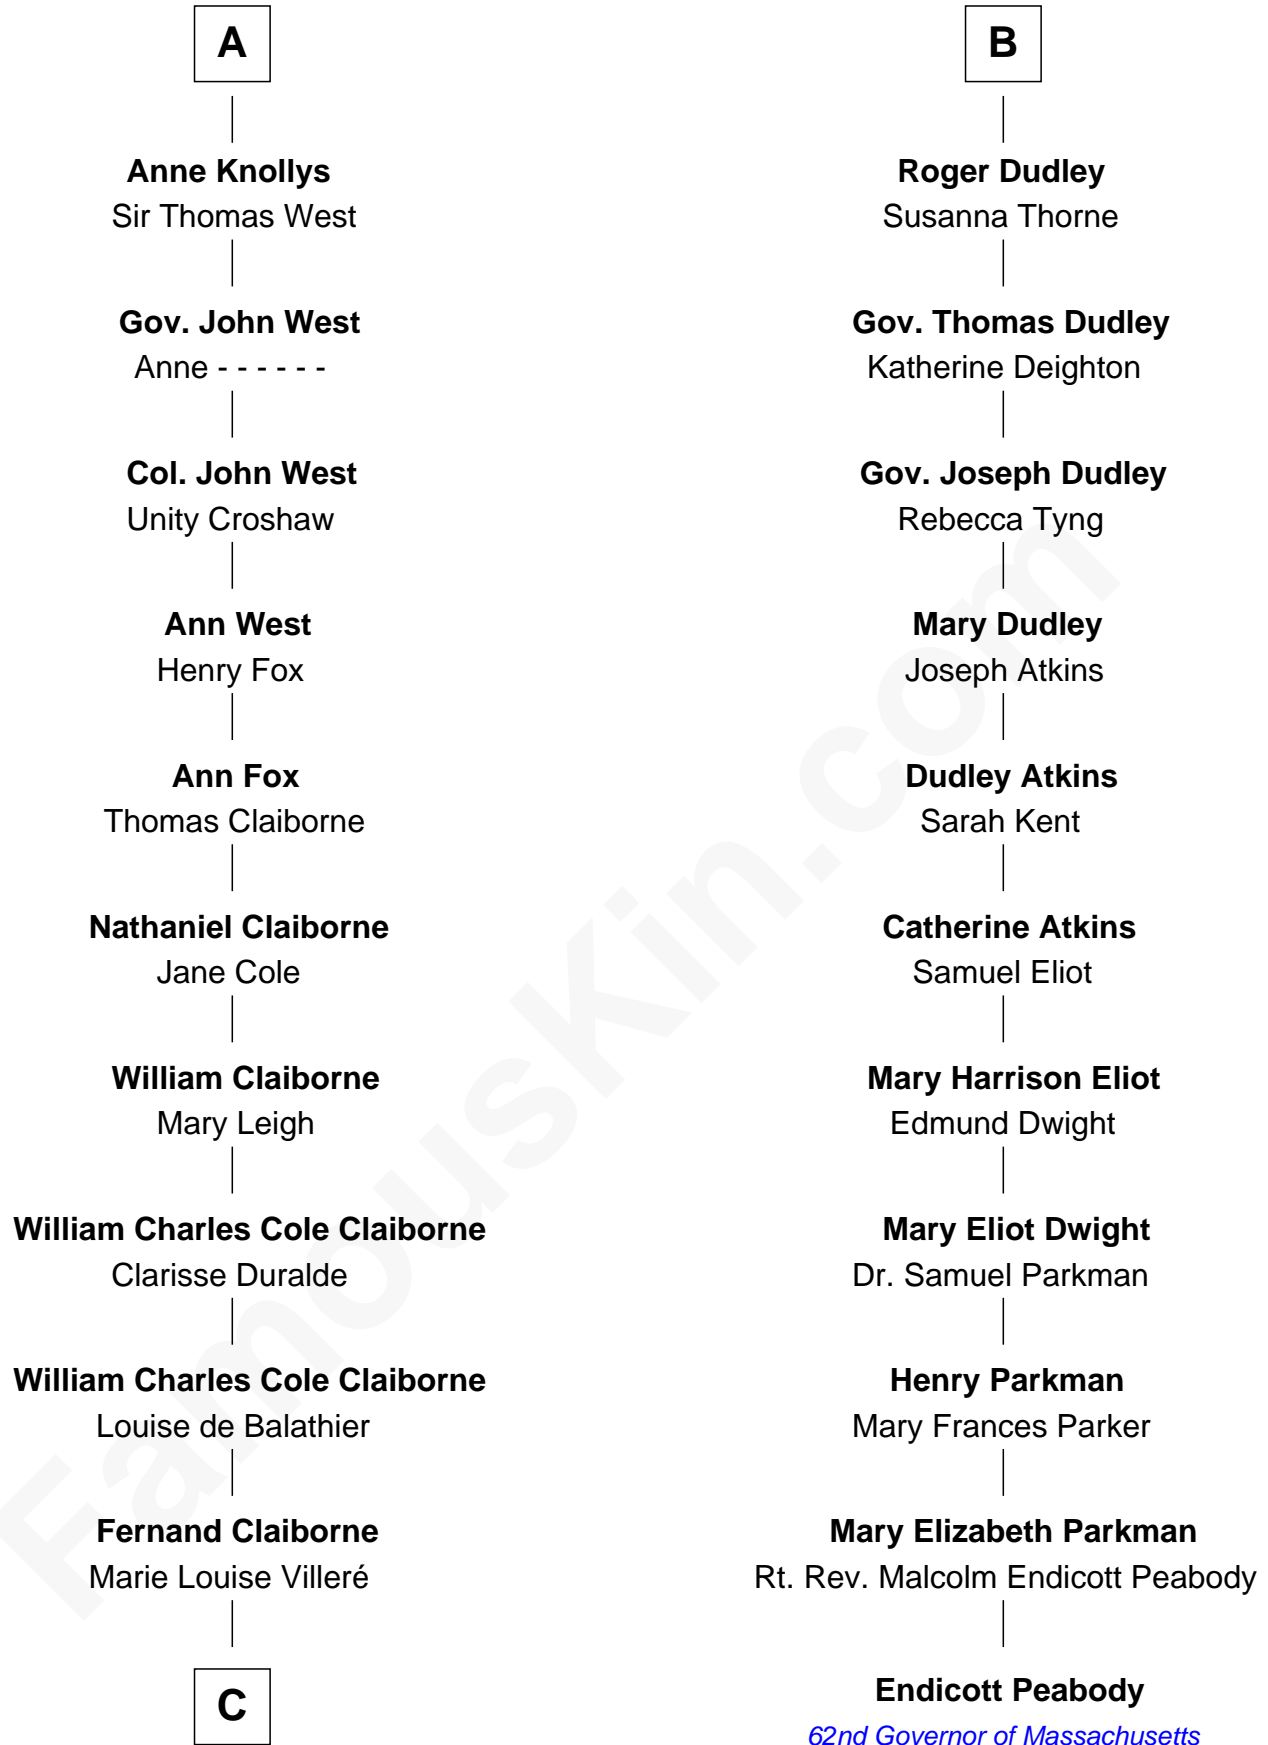 A
Anne Knollys
Sir Thomas West
Gov. John West
Anne - - - - - -
Col. John West
Unity Croshaw
Ann West
Henry Fox
Ann Fox
Thomas Claiborne
Nathaniel Claiborne
Jane Cole
William Claiborne
Mary Leigh
William Charles Cole Claiborne
Clarisse Duralde
William Charles Cole Claiborne
Louise de Balathier
Fernand Claiborne
Marie Louise Villeré
C
B
Roger Dudley
Susanna Thorne
Gov. Thomas Dudley
Katherine Deighton
Gov. Joseph Dudley
Rebecca Tyng
Mary Dudley
Joseph Atkins
Dudley Atkins
Sarah Kent
Catherine Atkins
Samuel Eliot
Mary Harrison Eliot
Edmund Dwight
Mary Eliot Dwight
Dr. Samuel Parkman
Henry Parkman
Mary Frances Parker
Mary Elizabeth Parkman
Rt. Rev. Malcolm Endicott Peabody
Endicott Peabody
62nd Governor of Massachusetts
FamousKin.com